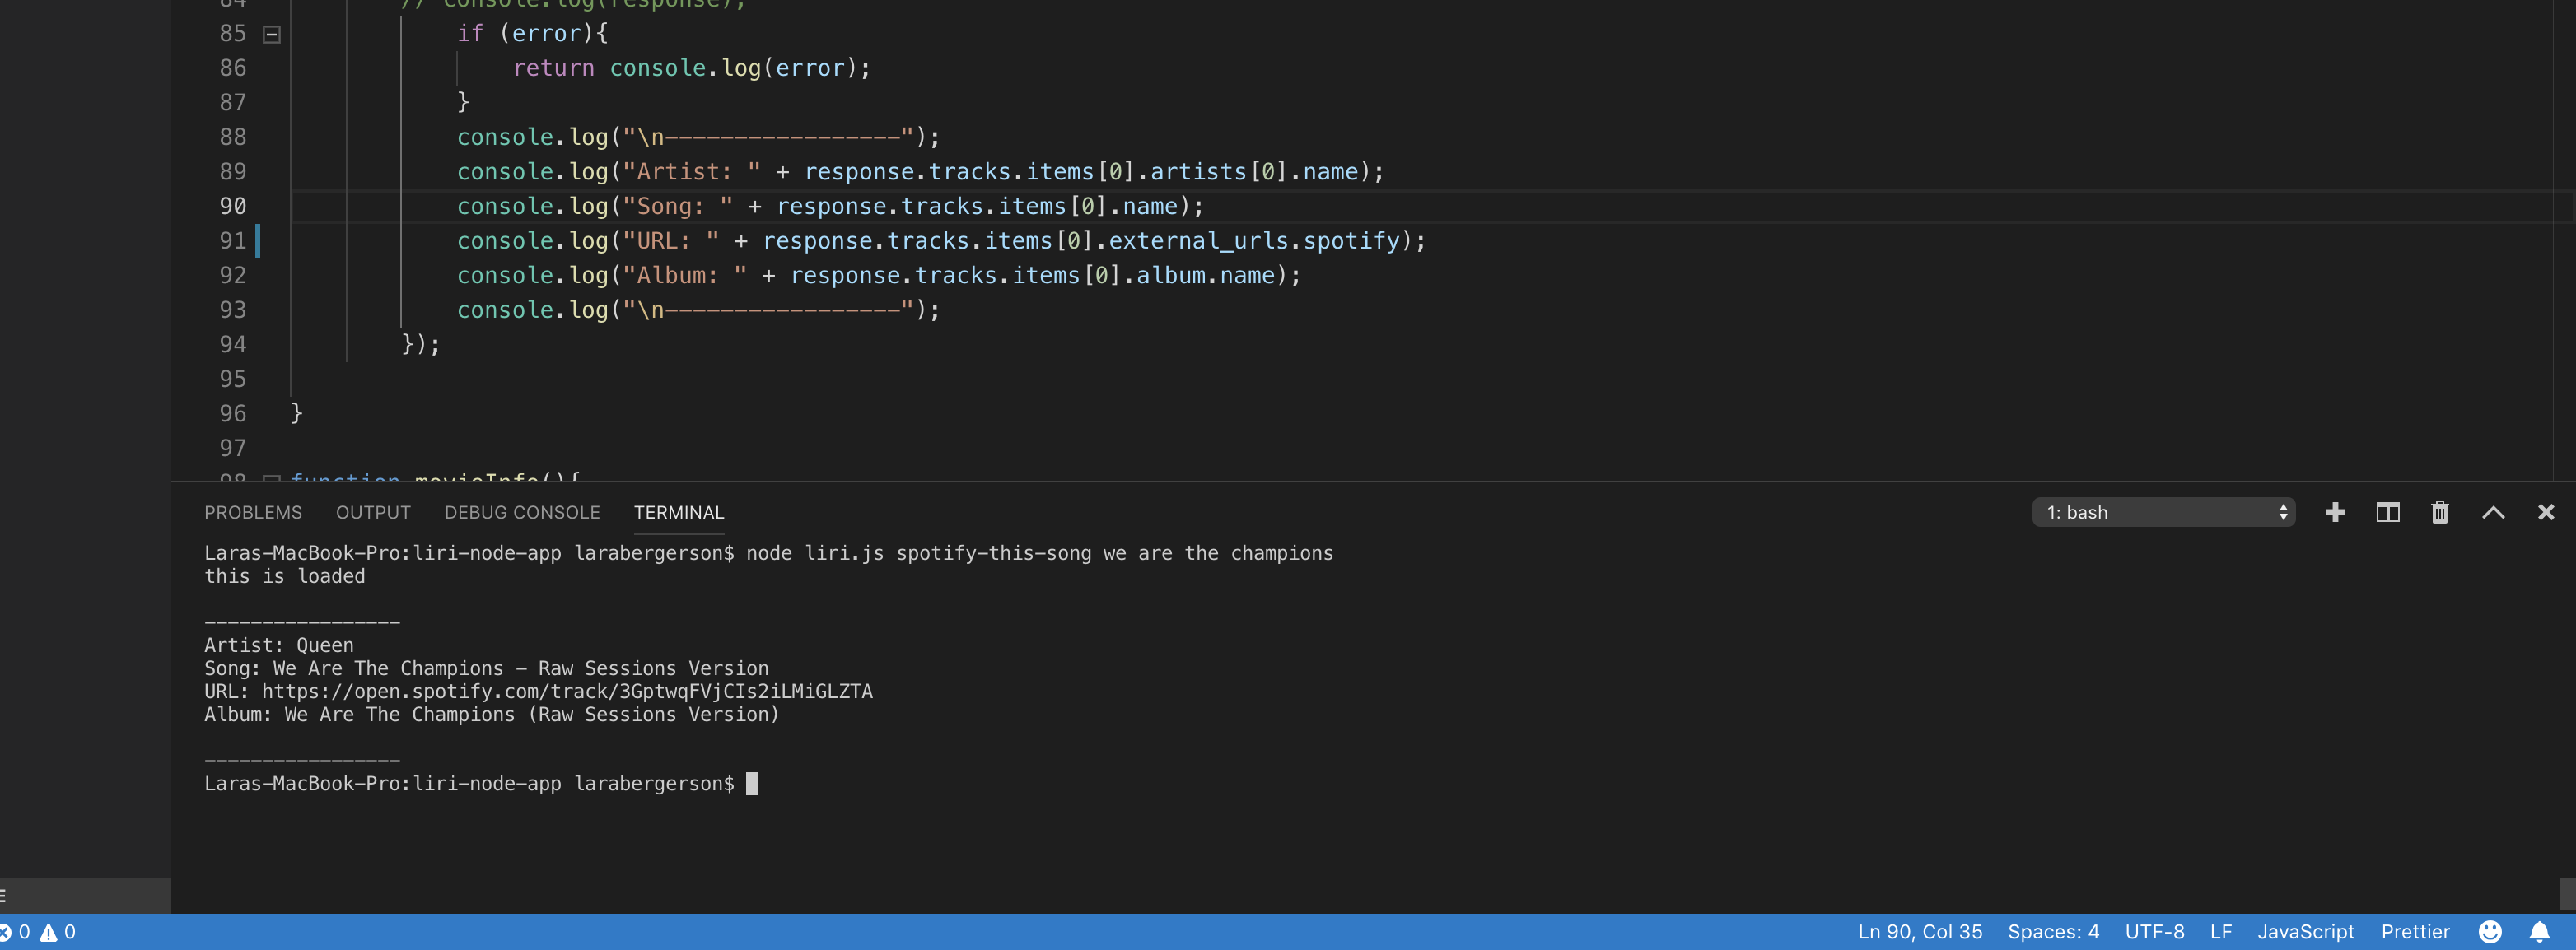 84 // console.log(response);
85 if (error){
86 return console.log(error);
87 }
88 console.log("\n-----------------");
89 console.log("Artist: " + response.tracks.items[0].artists[0].name);
90 console.log("Song: " + response.tracks.items[0].name);
91 console.log("URL: " + response.tracks.items[0].external_urls.spotify);
92 console.log("Album: " + response.tracks.items[0].album.name);
93 console.log("\n-----------------");
94 });
95
96 }
97
98 function movieInfo(){
PROBLEMS OUTPUT DEBUG CONSOLE TERMINAL 1: bash
Laras-MacBook-Pro:liri-node-app larabergerson$ node liri.js spotify-this-song we are the champions
this is loaded
-----------------
Artist: Queen
Song: We Are The Champions - Raw Sessions Version
URL: https://open.spotify.com/track/3GptwqFVjCIs2iLMiGLZTA
Album: We Are The Champions (Raw Sessions Version)
-----------------
Laras-MacBook-Pro:liri-node-app larabergerson$
0 0 Ln 90, Col 35 Spaces: 4 UTF-8 LF JavaScript Prettier